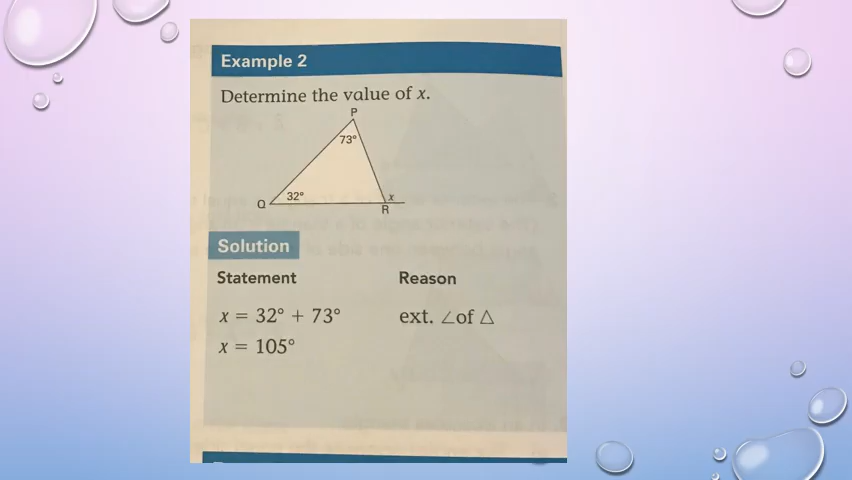 Example 2
Determine the value of x.
P
73°
32°
Q
x
R
Solution
Statement Reason
x = 32° + 73° ext. ∠of △
x = 105°